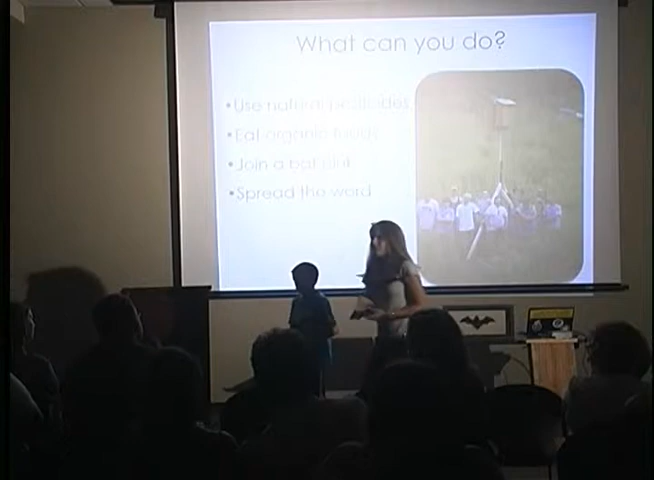 What can you do?
•Use natural pesticides
•Eat organic foods
•Join a bat club
•Spread the word